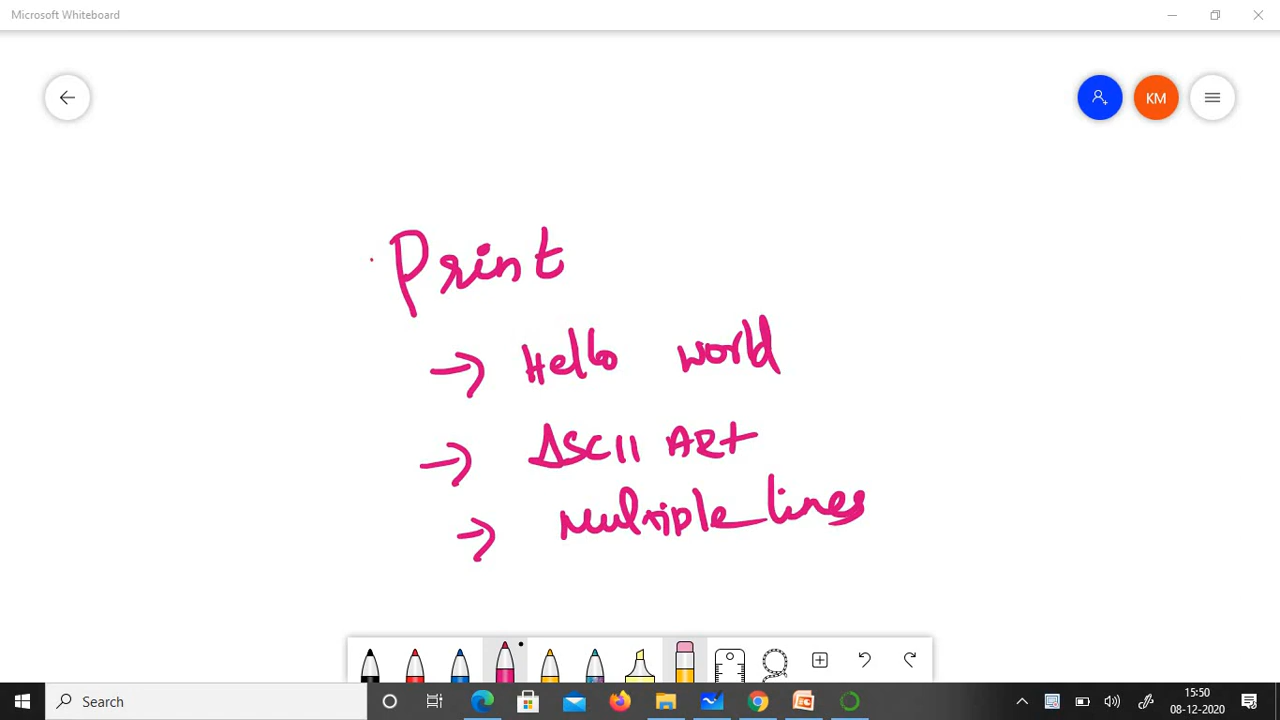 Microsoft Whiteboard
KM
Print
→ Hello world
→ ASCII ART
→ Multiple lines
Search
15:50
08-12-2020